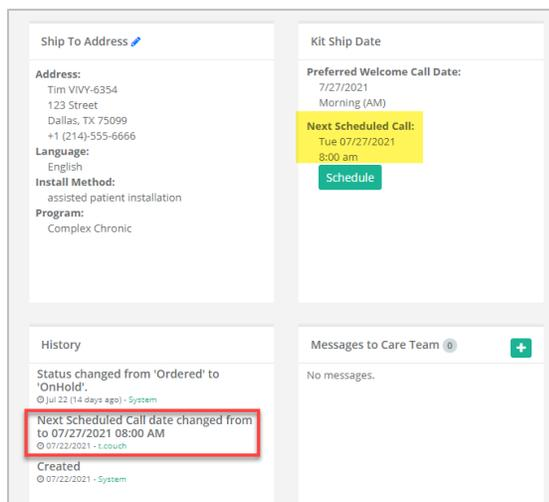 Ship To Address
Address:
Tim VIVY-6354
123 Street
Dallas, TX 75099
+1 (214)-555-6666
Language:
English
Install Method:
assisted patient installation
Program:
Complex Chronic
Kit Ship Date
Preferred Welcome Call Date:
7/27/2021
Morning (AM)
Next Scheduled Call:
Tue 07/27/2021
8:00 am
Schedule
History
Status changed from 'Ordered' to
'OnHold'.
Jul 22 (14 days ago) - System
Next Scheduled Call date changed from
to 07/27/2021 08:00 AM
07/22/2021 - t.couch
Created
07/22/2021 - System
Messages to Care Team 0
+
No messages.